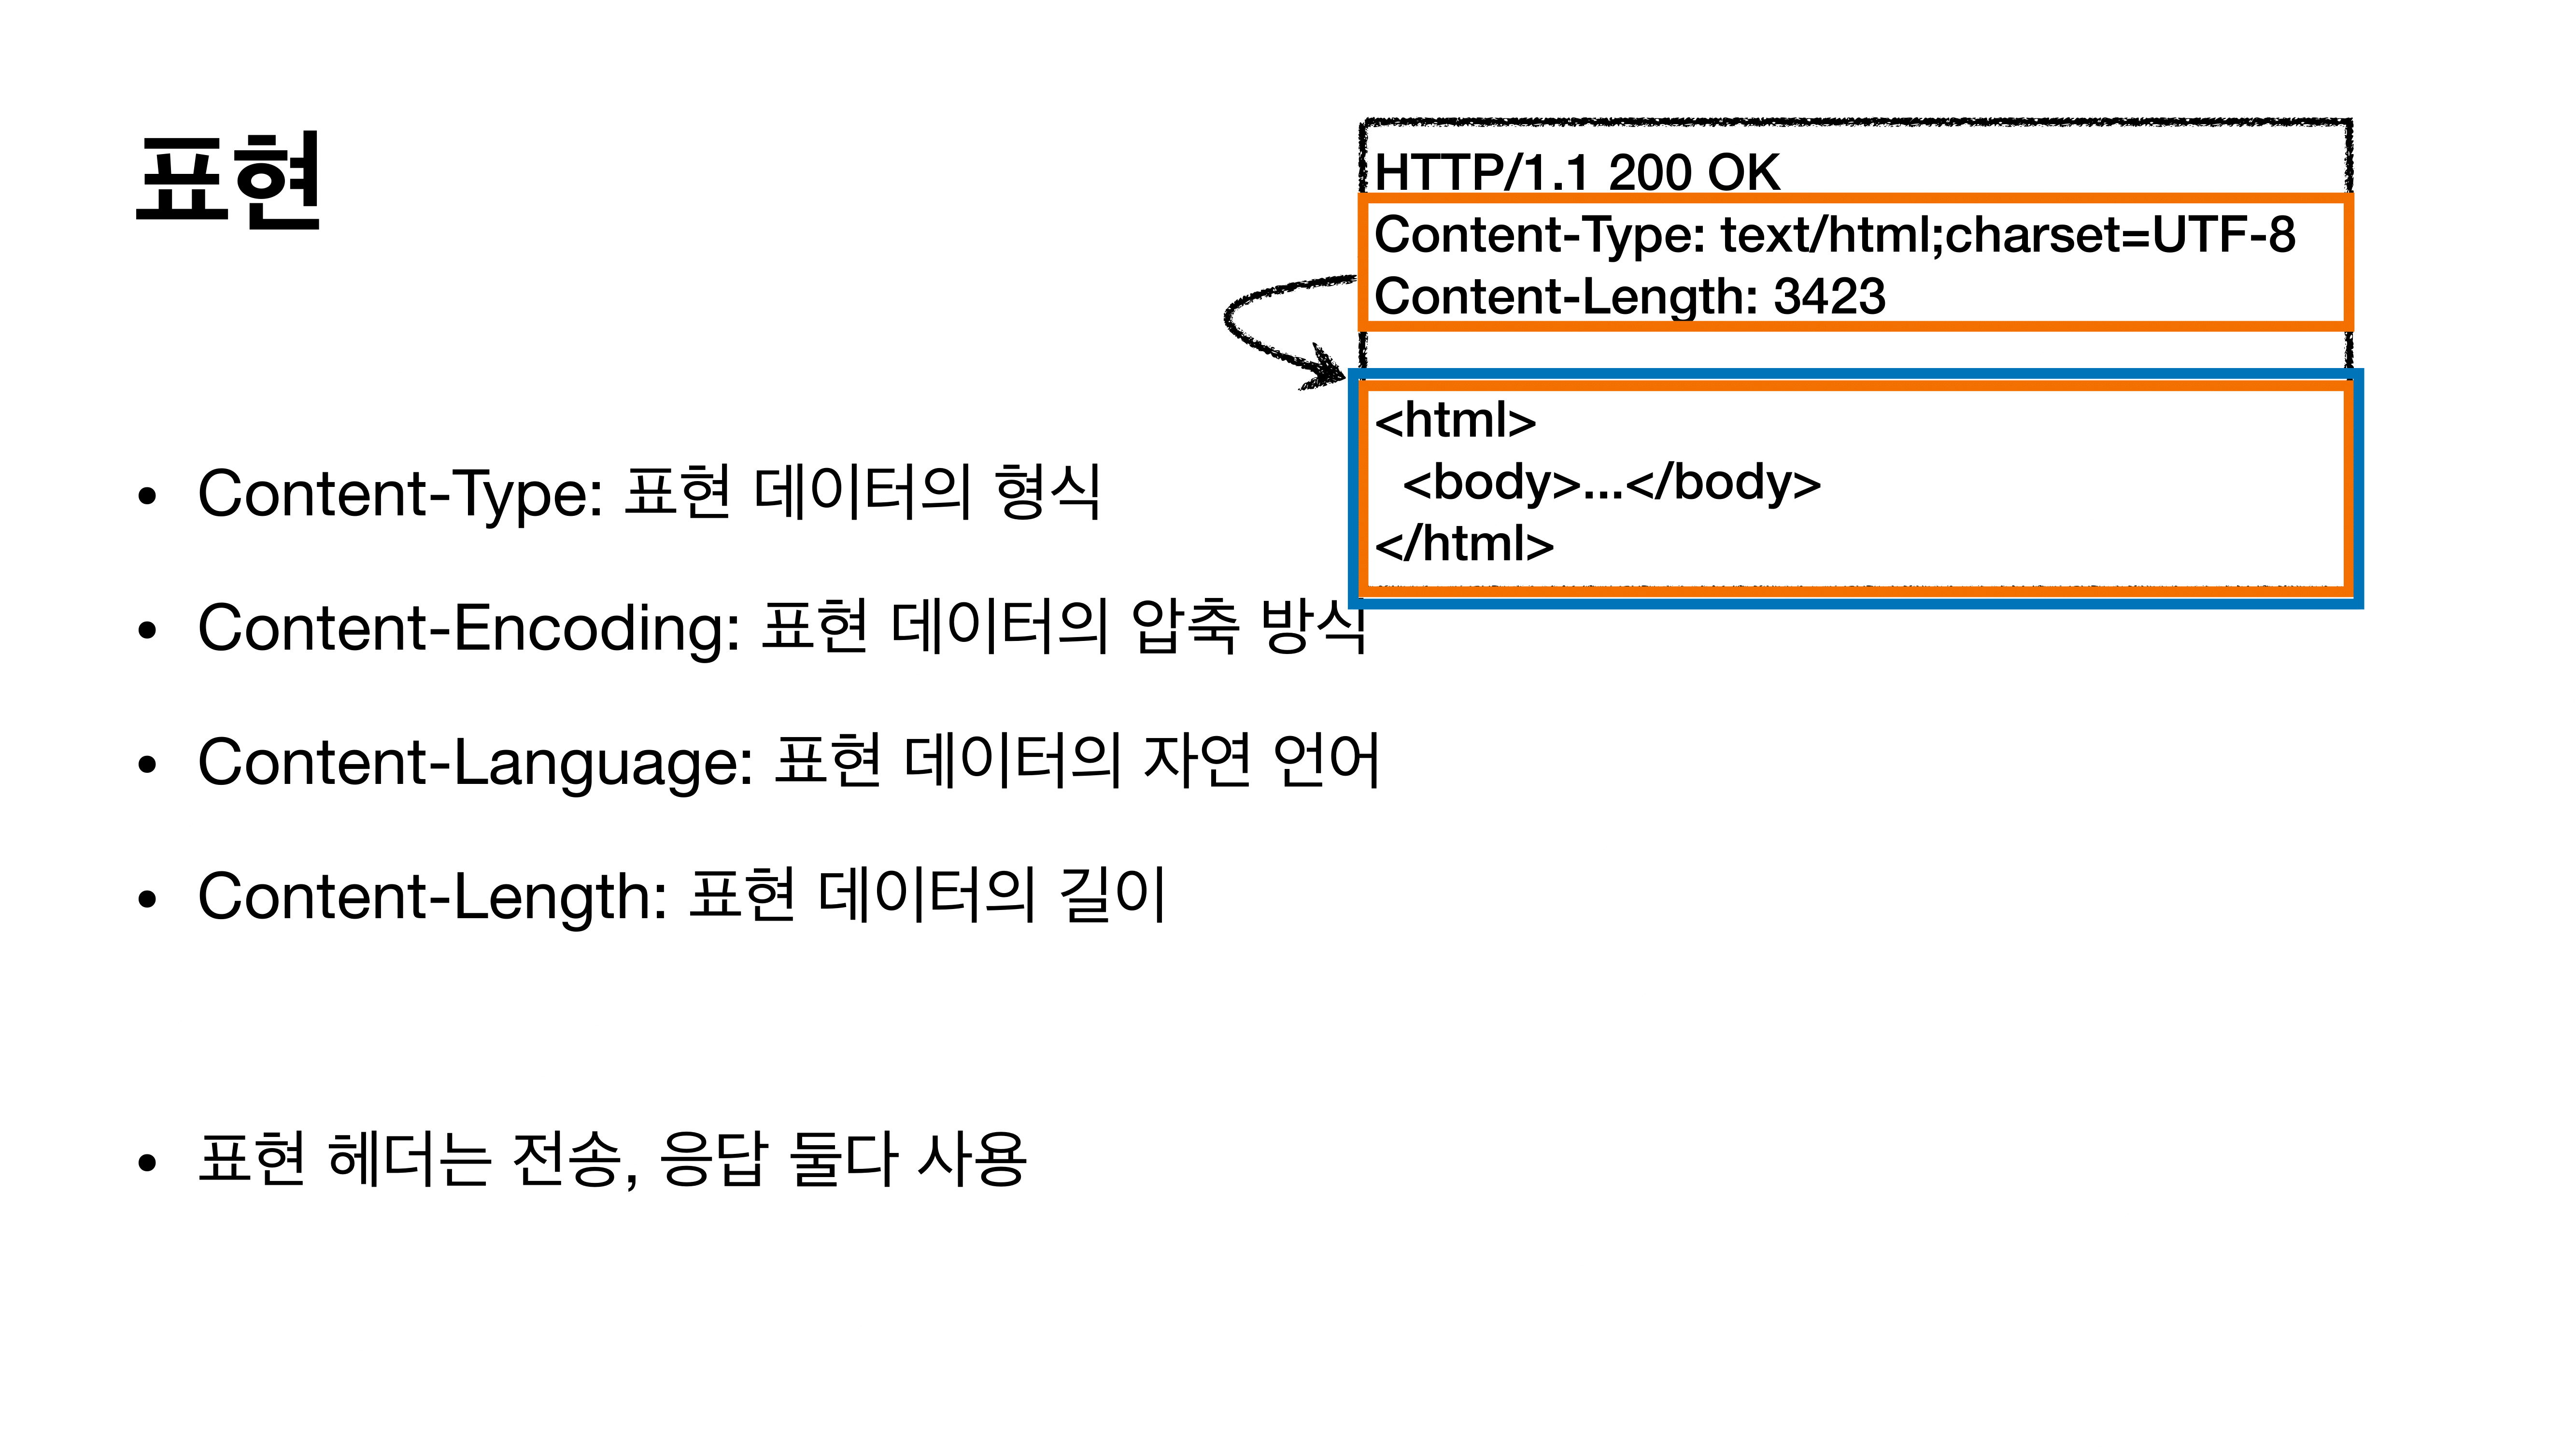 표현
HTTP/1.1 200 OK
Content-Type: text/html;charset=UTF-8
Content-Length: 3423
<html>
<body>...</body>
</html>
• Content-Type: 표현 데이터의 형식
• Content-Encoding: 표현 데이터의 압축 방식
• Content-Language: 표현 데이터의 자연 언어
• Content-Length: 표현 데이터의 길이
• 표현 헤더는 전송, 응답 둘다 사용